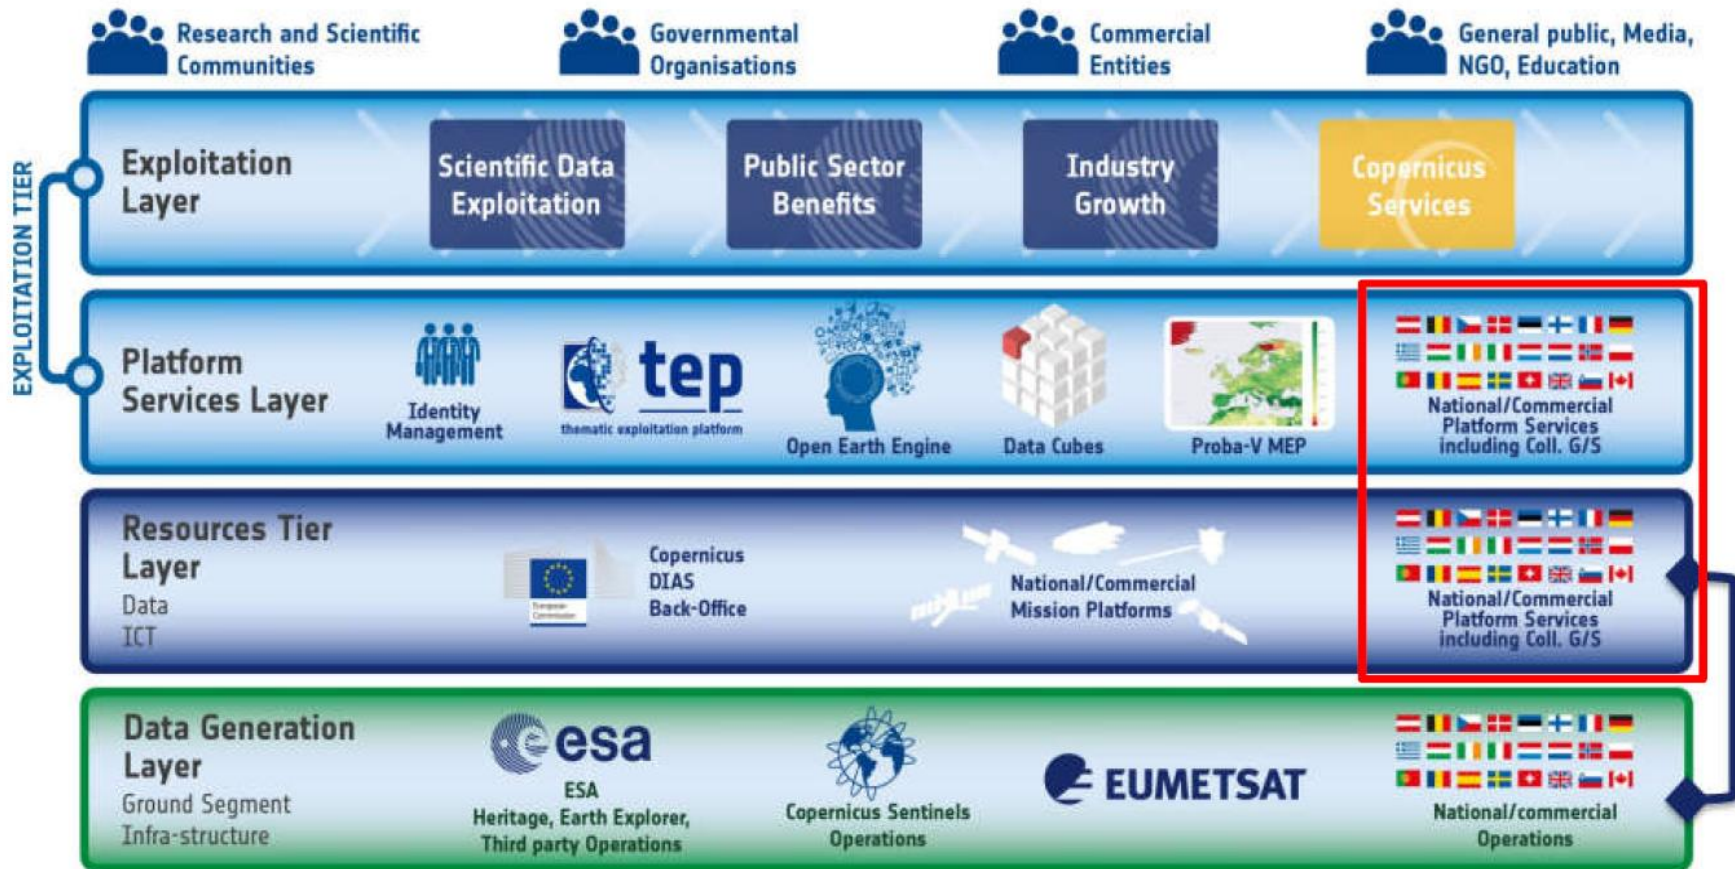 Research and Scientific
Communities
Governmental
Organisations
Commercial
Entities
General public, Media,
NGO, Education
EXPLOITATION TIER
Exploitation
Layer
Scientific Data
Exploitation
Public Sector
Benefits
Industry
Growth
Copernicus
Services
Platform
Services Layer
Identity
Management
tep
thematic exploitation platform
Open Earth Engine
Data Cubes
Proba-V MEP
National/Commercial
Platform Services
including Coll. G/S
Resources Tier
Layer
Data
ICT
European
Commission
Copernicus
DIAS
Back-Office
National/Commercial
Mission Platforms
National/Commercial
Platform Services
including Coll. G/S
Data Generation
Layer
Ground Segment
Infra-structure
esa
ESA
Heritage, Earth Explorer,
Third party Operations
Copernicus Sentinels
Operations
EUMETSAT
National/commercial
Operations